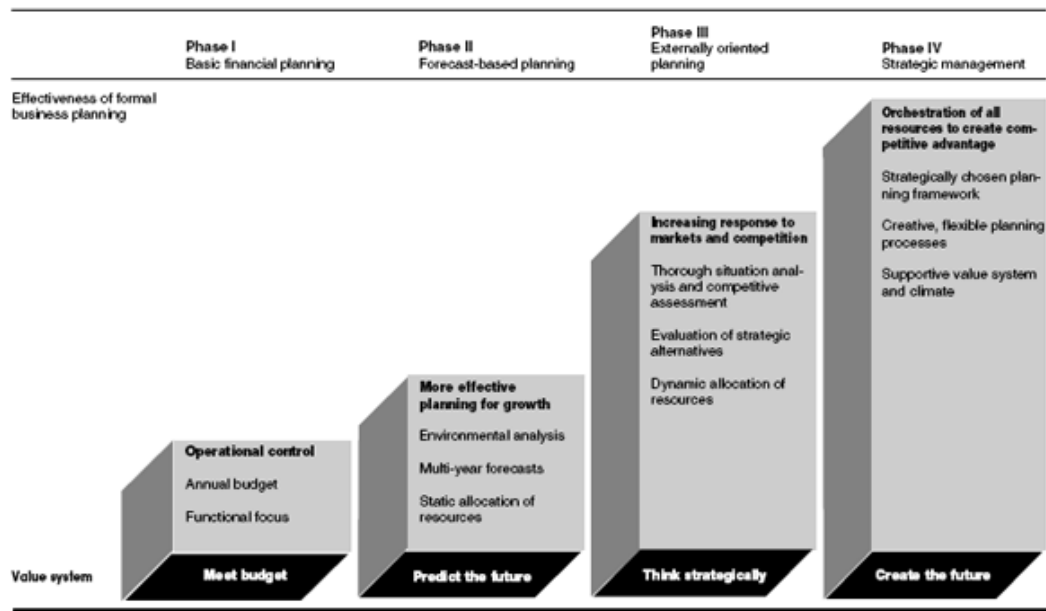 Phase I
Basic financial planning
Phase II
Forecast-based planning
Phase III
Externally oriented
planning
Phase IV
Strategic management
Effectiveness of formal
business planning
Operational control
Annual budget
Functional focus
More effective
planning for growth
Environmental analysis
Multi-year forecasts
Static allocation of
resources
Increasing response to
markets and competition
Thorough situation anal-
ysis and competitive
assessment
Evaluation of strategic
alternatives
Dynamic allocation of
resources
Orchestration of all
resources to create com-
petitive advantage
Strategically chosen plan-
ning framework
Creative, flexible planning
processes
Supportive value system
and climate
Value system
Meet budget
Predict the future
Think strategically
Create the future